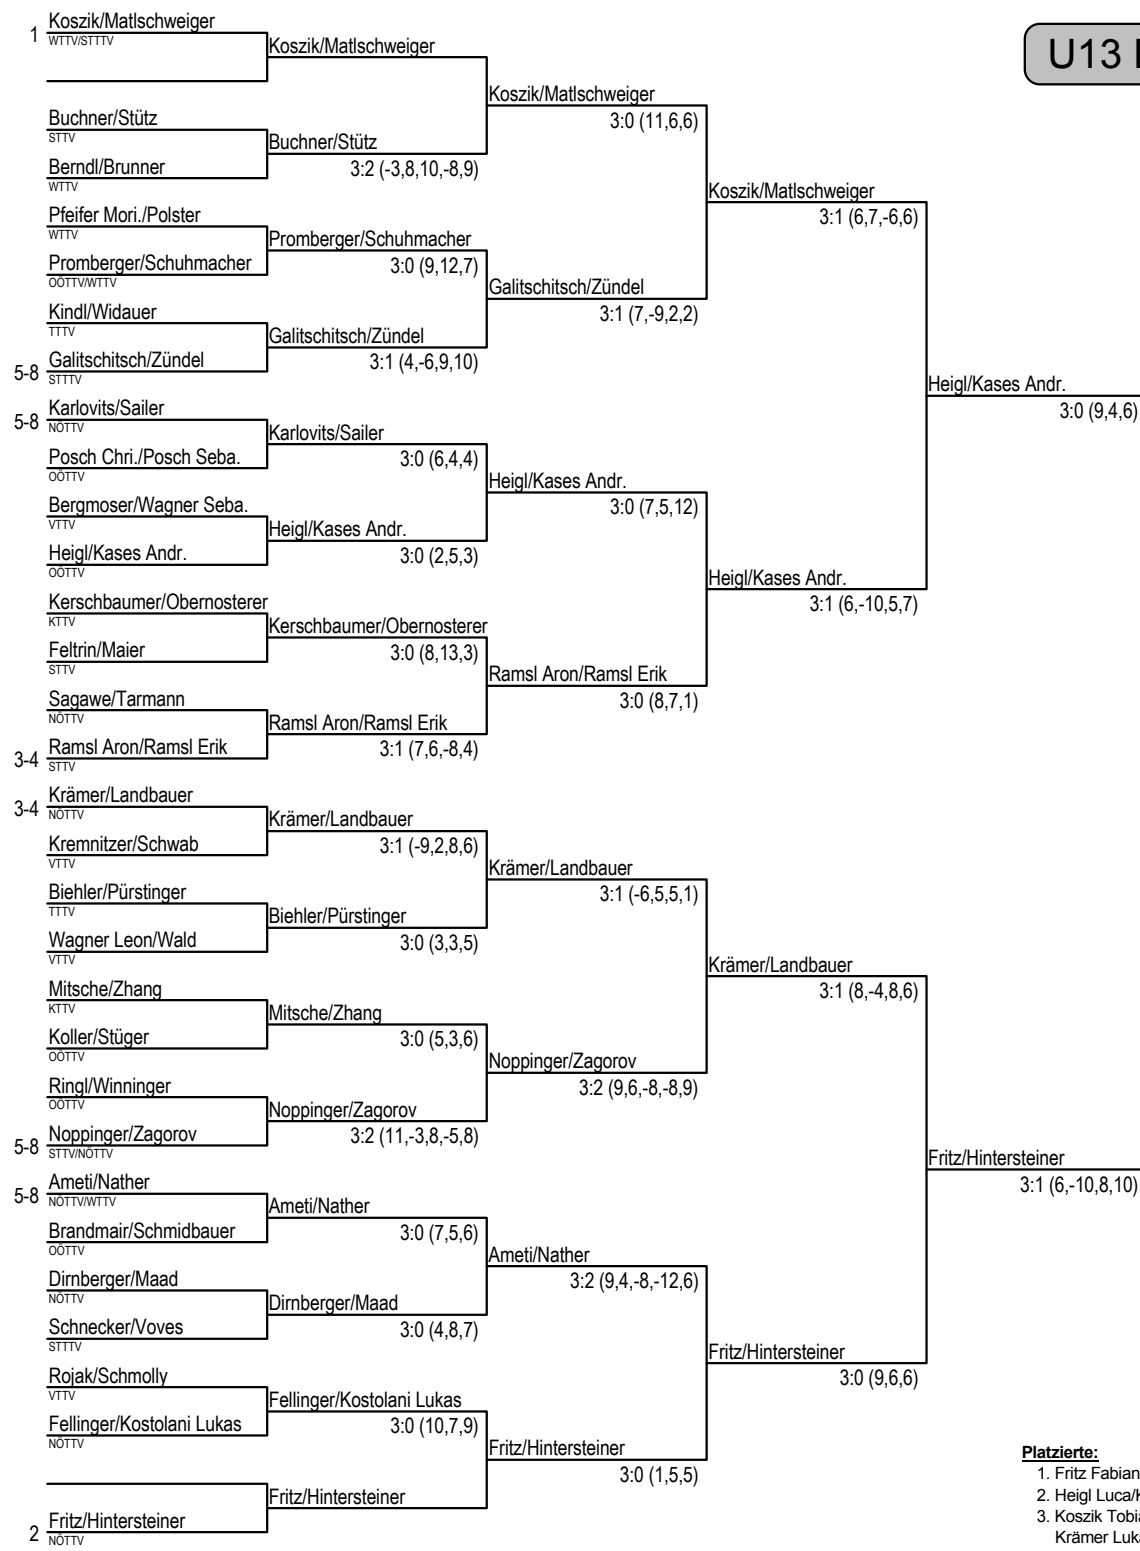 U13 
1 Koszik/Matlschweiger
WTTV/STTTV
Koszik/Matlschweiger
Koszik/Matlschweiger
3:0 (11,6,6)
Buchner/Stütz
STTV
Buchner/Stütz
3:2 (-3,8,10,-8,9)
Berndl/Brunner
WTTV
Koszik/Matlschweiger
3:1 (6,7,-6,6)
Pfeifer Mori./Polster
WTTV
Promberger/Schuhmacher
3:0 (9,12,7)
Promberger/Schuhmacher
OÖTTV/WTTV
Galitschitsch/Zündel
3:1 (7,-9,2,2)
Kindl/Widauer
TTTV
Galitschitsch/Zündel
3:1 (4,-6,9,10)
5-8 Galitschitsch/Zündel
STTTV
Heigl/Kases Andr.
3:0 (9,4,6)
5-8 Karlovits/Sailer
NÖTTV
Karlovits/Sailer
3:0 (6,4,4)
Posch Chri./Posch Seba.
OÖTTV
Heigl/Kases Andr.
3:0 (7,5,12)
Bergmoser/Wagner Seba.
VTTV
Heigl/Kases Andr.
3:0 (2,5,3)
Heigl/Kases Andr.
OÖTTV
Heigl/Kases Andr.
3:1 (6,-10,5,7)
Kerschbaumer/Obernosterer
KTTV
Kerschbaumer/Obernosterer
3:0 (8,13,3)
Feltrin/Maier
STTV
Ramsl Aron/Ramsl Erik
3:0 (8,7,1)
Sagawe/Tarmann
NÖTTV
Ramsl Aron/Ramsl Erik
3:1 (7,6,-8,4)
3-4 Ramsl Aron/Ramsl Erik
STTV
3-4 Krämer/Landbauer
NÖTTV
Krämer/Landbauer
3:1 (-9,2,8,6)
Kremnitzer/Schwab
VTTV
Krämer/Landbauer
3:1 (-6,5,5,1)
Biehler/Pürstinger
TTTV
Biehler/Pürstinger
3:0 (3,3,5)
Wagner Leon/Wald
VTTV
Krämer/Landbauer
3:1 (8,-4,8,6)
Mitsche/Zhang
KTTV
Mitsche/Zhang
3:0 (5,3,6)
Koller/Stüger
OÖTTV
Noppinger/Zagorov
3:2 (9,6,-8,-8,9)
Ringl/Winninger
OÖTTV
Noppinger/Zagorov
3:2 (11,-3,8,-5,8)
5-8 Noppinger/Zagorov
STTV/NÖTTV
Fritz/Hintersteiner
3:1 (6,-10,8,10)
5-8 Ameti/Nather
NÖTTV/WTTV
Ameti/Nather
3:0 (7,5,6)
Brandmair/Schmidbauer
OÖTTV
Ameti/Nather
3:2 (9,4,-8,-12,6)
Dirnberger/Maad
NÖTTV
Dirnberger/Maad
3:0 (4,8,7)
Schnecker/Voves
STTTV
Fritz/Hintersteiner
3:0 (9,6,6)
Rojak/Schmolly
VTTV
Fellinger/Kostolani Lukas
3:0 (10,7,9)
Fellinger/Kostolani Lukas
NÖTTV
Fritz/Hintersteiner
3:0 (1,5,5)
Fritz/Hintersteiner
2 Fritz/Hintersteiner
NÖTTV
Platzierte:
1. Fritz Fabian
2. Heigl Luca/
3. Koszik Tobia
Krämer Luka